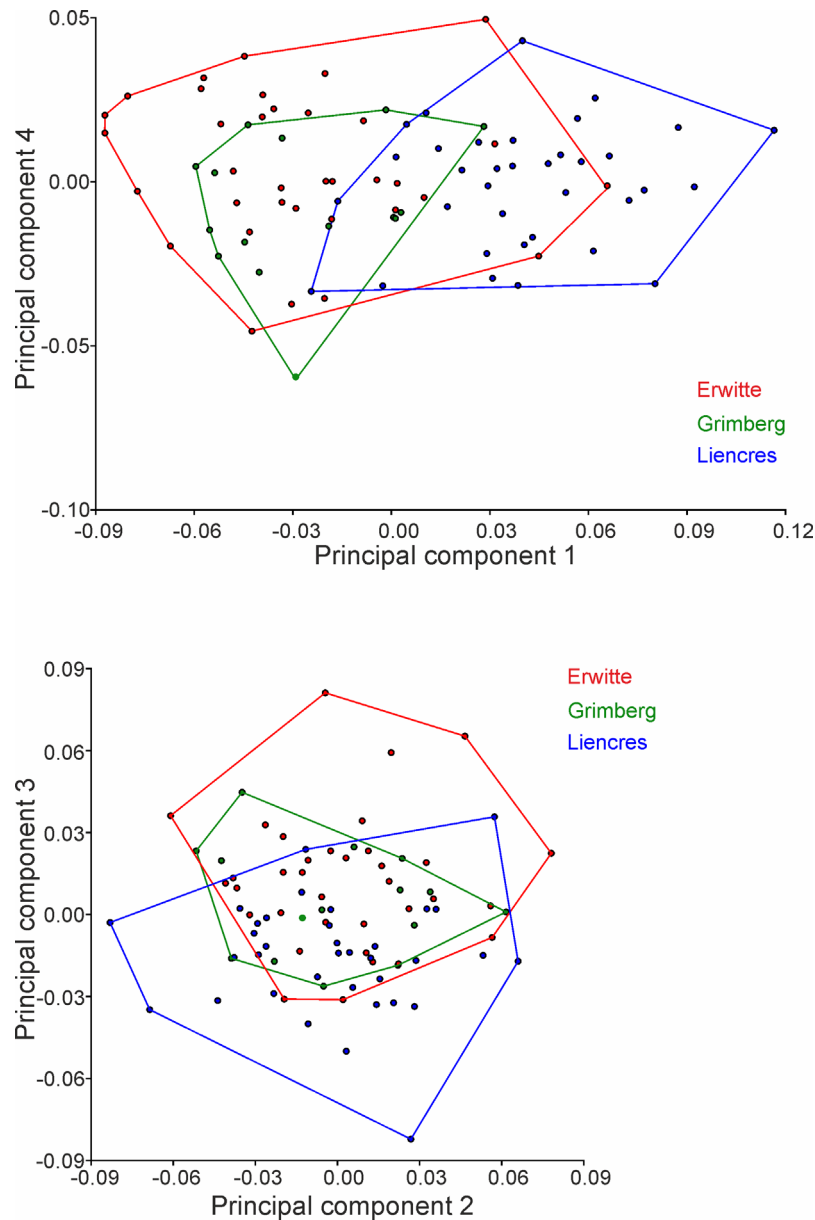 0.05
0.00
-0.05
-0.10
Principal component 4
Erwitte
Grimberg
Liencres
-0.09 -0.06 -0.03 0.00 0.03 0.06 0.09 0.12
Principal component 1
0.09
0.06
0.03
0.00
-0.03
-0.06
-0.09
Principal component 3
Erwitte
Grimberg
Liencres
-0.09 -0.06 -0.03 0.00 0.03 0.06 0.09
Principal component 2